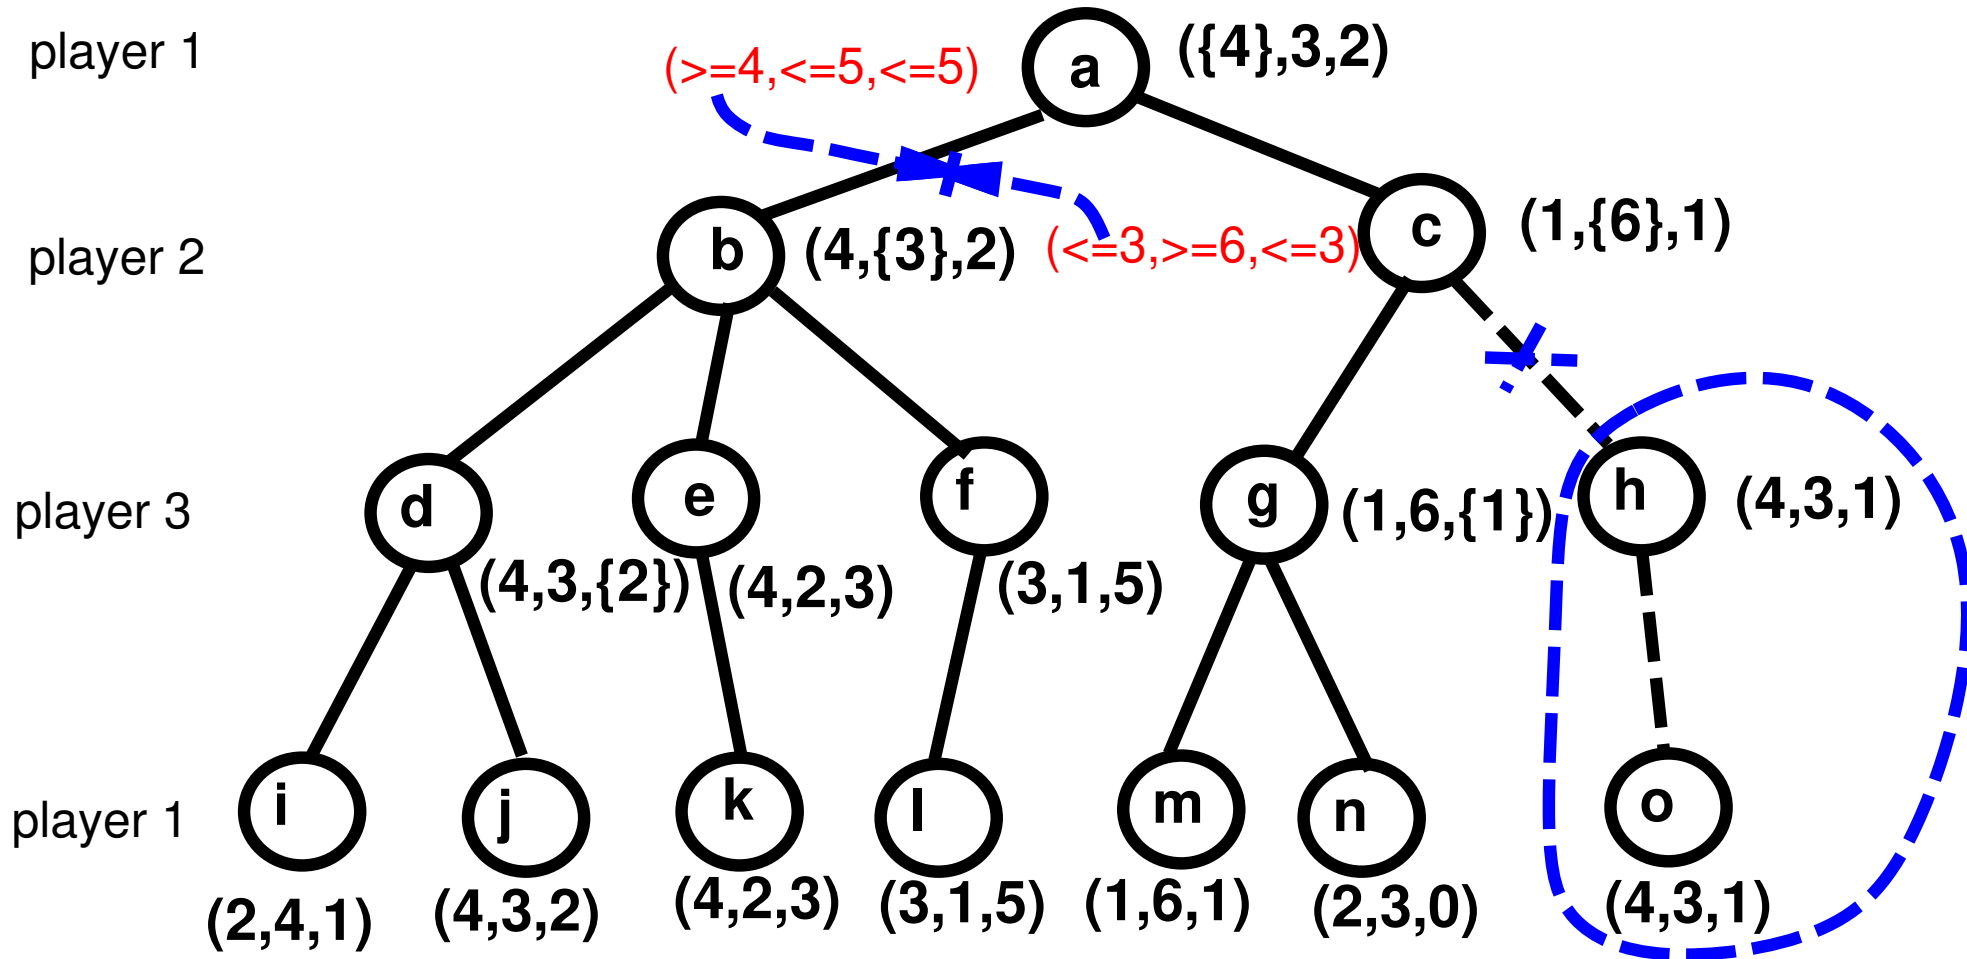 player 1
(>=4,<=5,<=5)
a
({4},3,2)
player 2
b
(4,{3},2)
(<=3,>=6,<=3)
c
(1,{6},1)
player 3
d
(4,3,{2})
e
(4,2,3)
f
(3,1,5)
g
(1,6,{1})
h
(4,3,1)
player 1
i
j
k
l
m
n
o
(2,4,1)
(4,3,2)
(4,2,3)
(3,1,5)
(1,6,1)
(2,3,0)
(4,3,1)